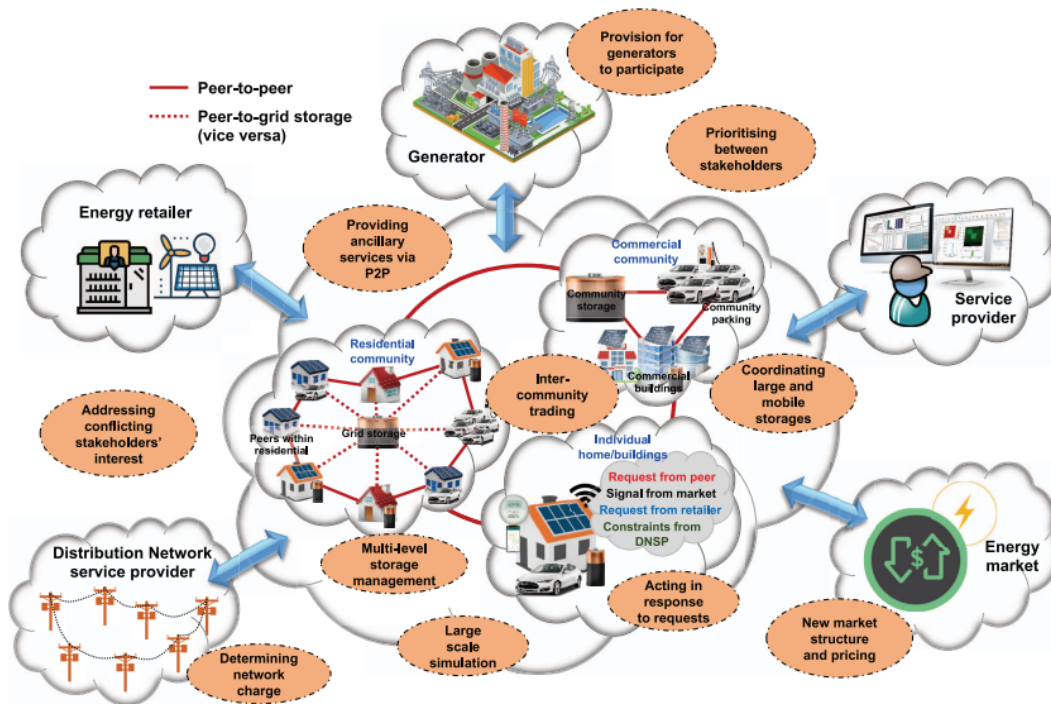 Provision for
generators
to participate
Peer-to-peer
Peer-to-grid storage
(vice versa)
Generator
Prioritising
between
stakeholders
Energy retailer
Providing
ancillary
services via
P2P
Commercial
community
Community
storage
Community
parking
Service
provider
Residential
community
Commercial
buildings
Inter-
community
trading
Coordinating
large and
mobile
storages
Addressing
conflicting
stakeholders'
interest
Peers within
residential
Grid storage
Individual
home/buildings
Request from peer
Signal from market
Request from retailer
Constraints from
DNSP
Distribution Network
service provider
Multi-level
storage
management
$
Energy
market
Acting in
response
to requests
Large
scale
simulation
New market
structure
and pricing
Determining
network
charge